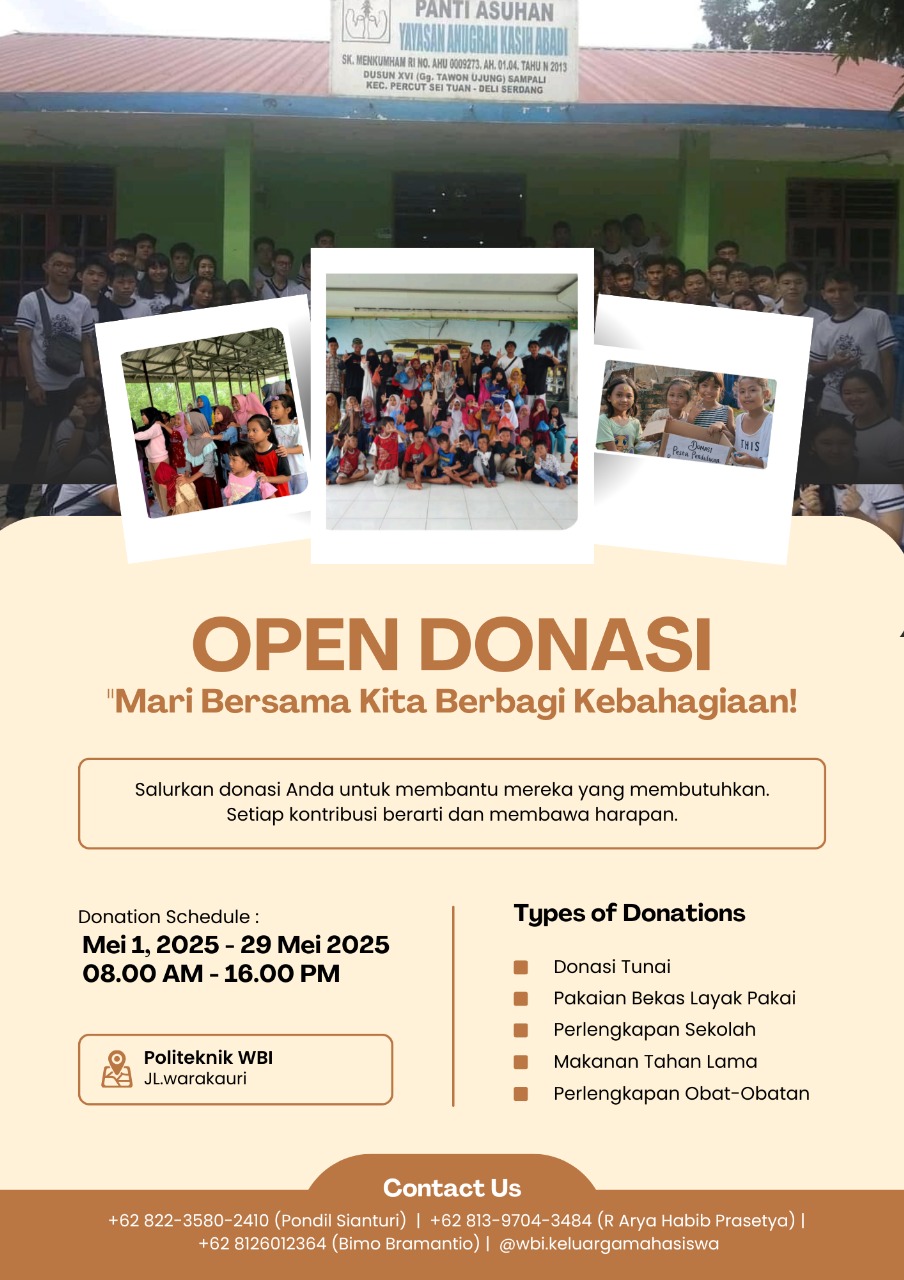 PANTI ASUHAN
YAYASAN ANUGRAH KASIH ABADI
SK. MENKUMHAM RI NO. AHU 0009273. AH. 01.04. TAHU N 2013
DUSUN XVI (Gg. TAWON UJUNG) SAMPALI
KEC. PERCUT SEI TUAN - DELI SERDANG
Donasi
THIS
OPEN DONASI
"Mari Bersama Kita Berbagi Kebahagiaan!
Salurkan donasi Anda untuk membantu mereka yang membutuhkan.
Setiap kontribusi berarti dan membawa harapan.
Donation Schedule :
Mei 1, 2025 - 29 Mei 2025
08.00 AM - 16.00 PM
Politeknik WBI
JL.warakauri
Types of Donations
Donasi Tunai
Pakaian Bekas Layak Pakai
Perlengkapan Sekolah
Makanan Tahan Lama
Perlengkapan Obat-Obatan
Contact Us
+62 822-3580-2410 (Pondil Sianturi) | +62 813-9704-3484 (R Arya Habib Prasetya) |
+62 8126012364 (Bimo Bramantio) | @wbi.keluargamahasiswa